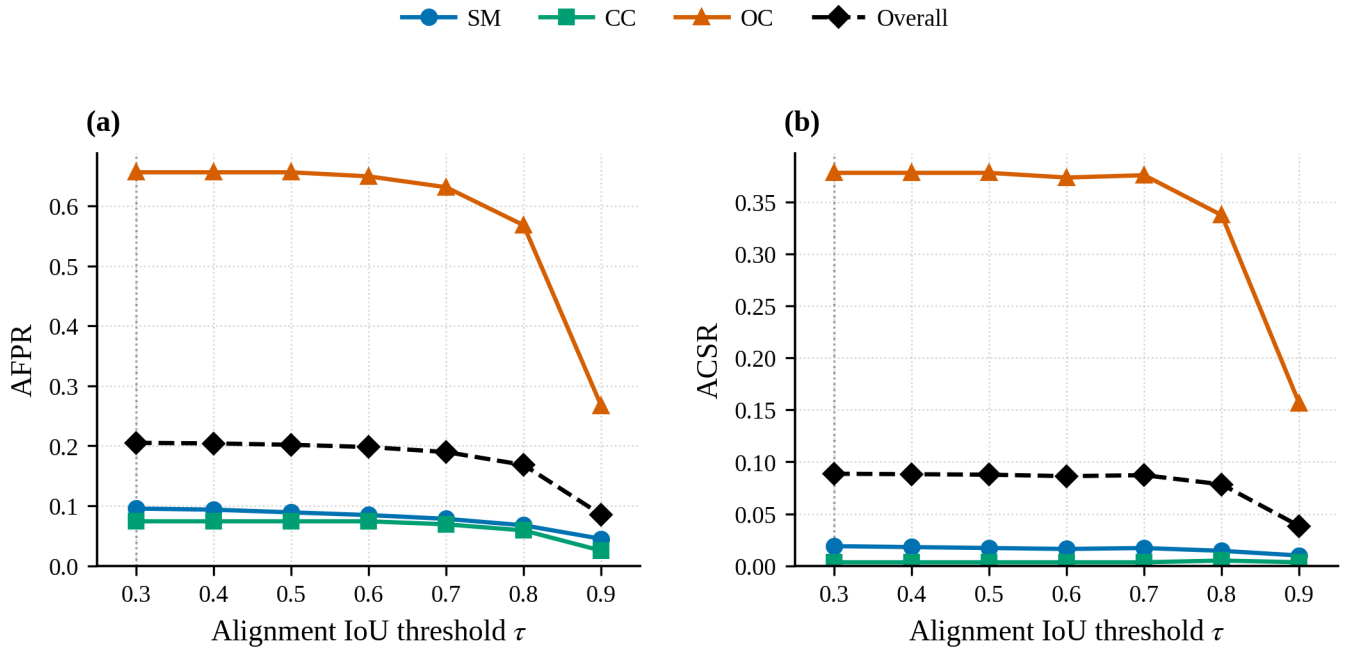 SM CC OC Overall
(a)
AFPR
0.6
0.5
0.4
0.3
0.2
0.1
0.0
0.3 0.4 0.5 0.6 0.7 0.8 0.9
Alignment IoU threshold τ
(b)
ACSR
0.35
0.30
0.25
0.20
0.15
0.10
0.05
0.00
0.3 0.4 0.5 0.6 0.7 0.8 0.9
Alignment IoU threshold τ